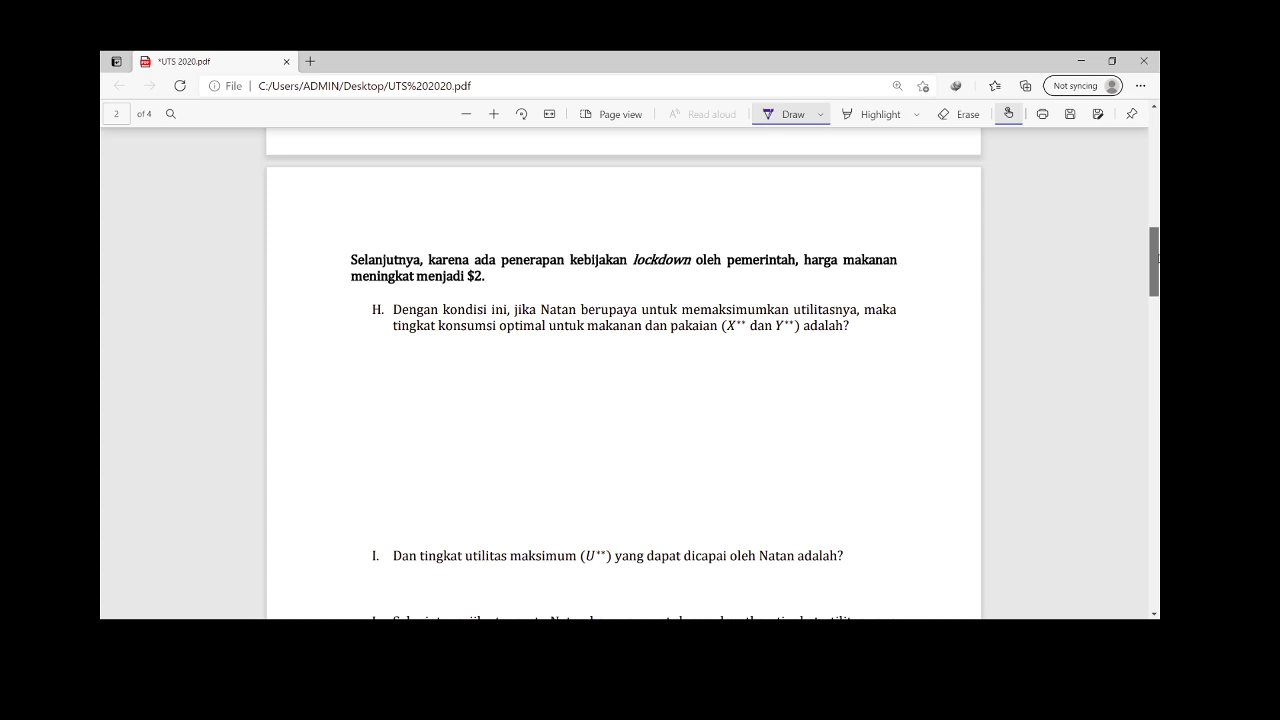 *UTS 2020.pdf
File | C:/Users/ADMIN/Desktop/UTS%202020.pdf
Not syncing
2 of 4
Page view
Read aloud
Draw
Highlight
Erase
Selanjutnya, karena ada penerapan kebijakan lockdown oleh pemerintah, harga makanan
meningkat menjadi $2.
H. Dengan kondisi ini, jika Natan berupaya untuk memaksimumkan utilitasnya, maka
tingkat konsumsi optimal untuk makanan dan pakaian (X** dan Y**) adalah?
I. Dan tingkat utilitas maksimum (U**) yang dapat dicapai oleh Natan adalah?